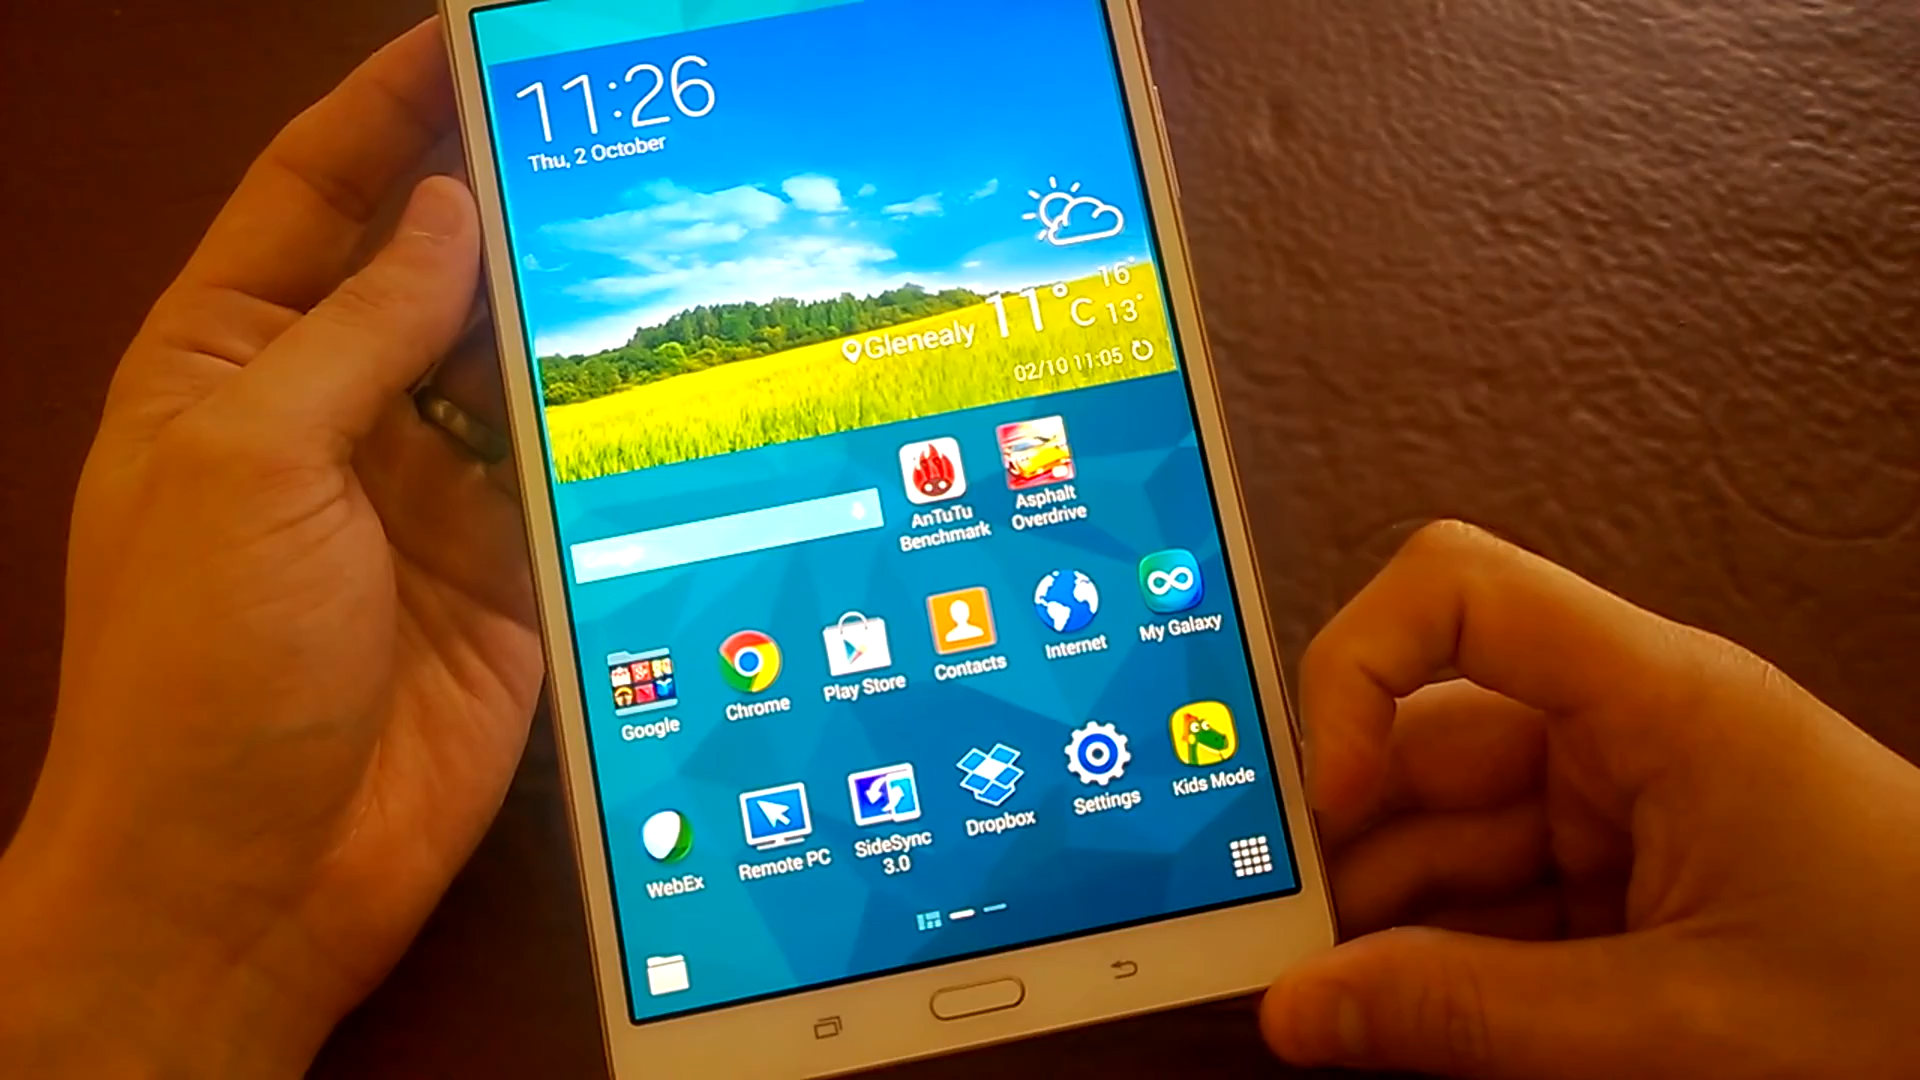 11:26
Thu, 2 October
16°
Glenealy 11°C 13°
02/10 11:05
AnTuTu
Benchmark
Asphalt
Overdrive
Google
Chrome
Play Store
Contacts
Internet
My Galaxy
WebEx
Remote PC
SideSync
3.0
Dropbox
Settings
Kids Mode